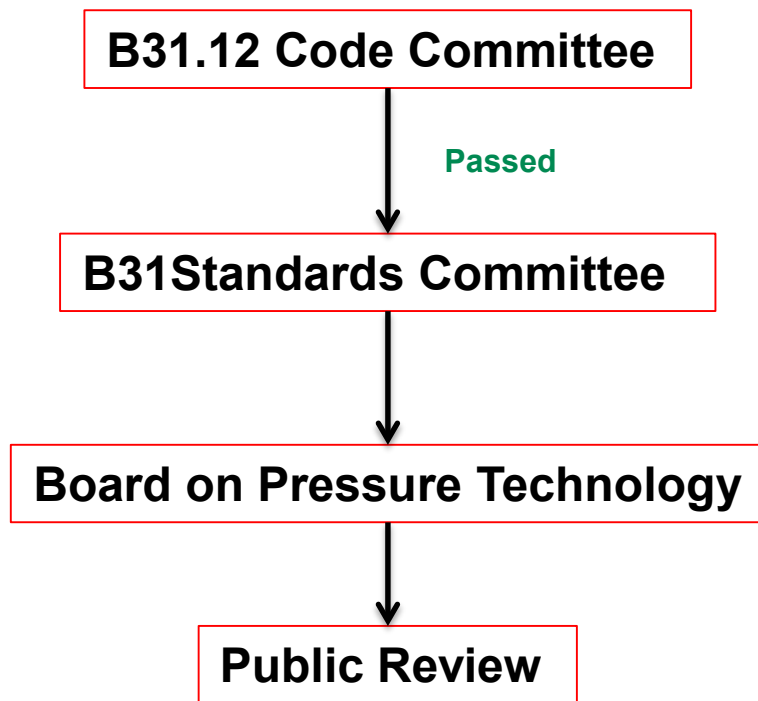 B31.12 Code Committee
Passed
B31Standards Committee
Board on Pressure Technology
Public Review